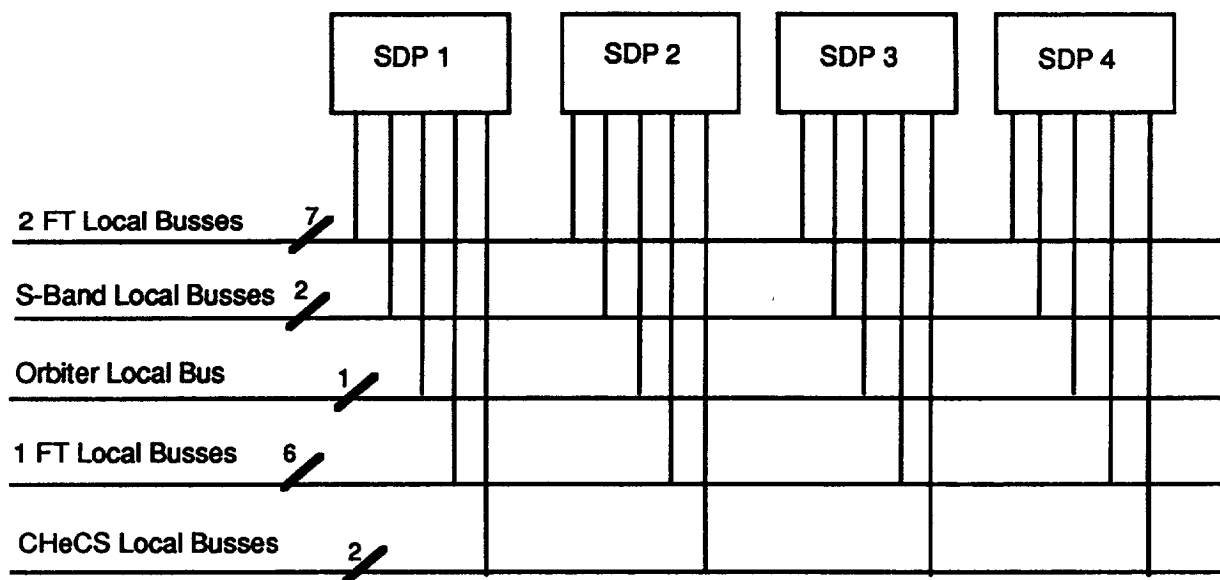 SDP 1
SDP 2
SDP 3
SDP 4
2 FT Local Busses
7
S-Band Local Busses
2
Orbiter Local Bus
1
1 FT Local Busses
6
CHeCS Local Busses
2